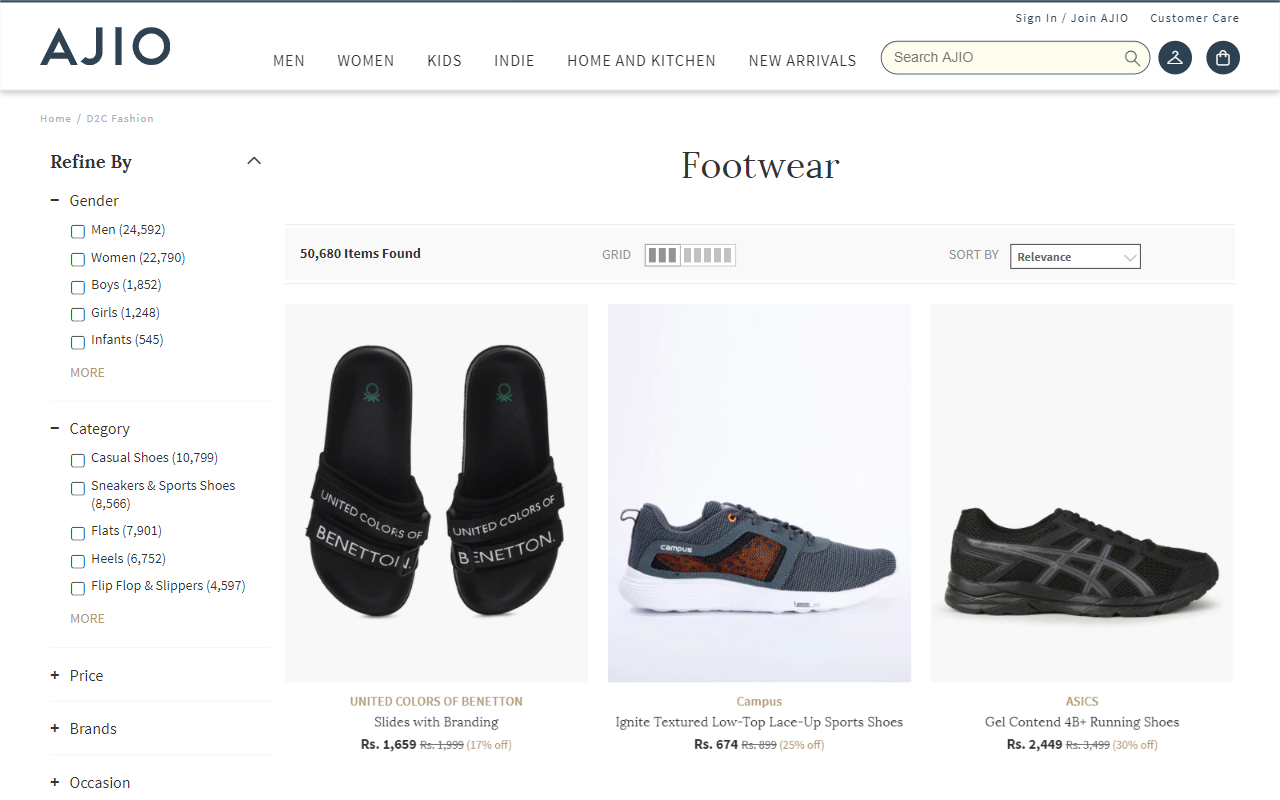 Sign In / Join AJIO
Customer Care
AJIO
MEN
WOMEN
KIDS
INDIE
HOME AND KITCHEN
NEW ARRIVALS
Search AJIO
Home / D2C Fashion
Refine By
Footwear
Gender
Men (24,592)
Women (22,790)
Boys (1,852)
Girls (1,248)
Infants (545)
MORE
50,680 Items Found
GRID
SORT BY
Relevance
Category
Casual Shoes (10,799)
Sneakers & Sports Shoes
(8,566)
Flats (7,901)
Heels (6,752)
Flip Flop & Slippers (4,597)
MORE
Price
Brands
Occasion
UNITED COLORS OF
BENETTON.
UNITED COLORS OF
BENETTON.
campus
UNITED COLORS OF BENETTON
Slides with Branding
Rs. 1,659 Rs. 1,999 (17% off)
Campus
Ignite Textured Low-Top Lace-Up Sports Shoes
Rs. 674 Rs. 899 (25% off)
ASICS
Gel Contend 4B+ Running Shoes
Rs. 2,449 Rs. 3,499 (30% off)